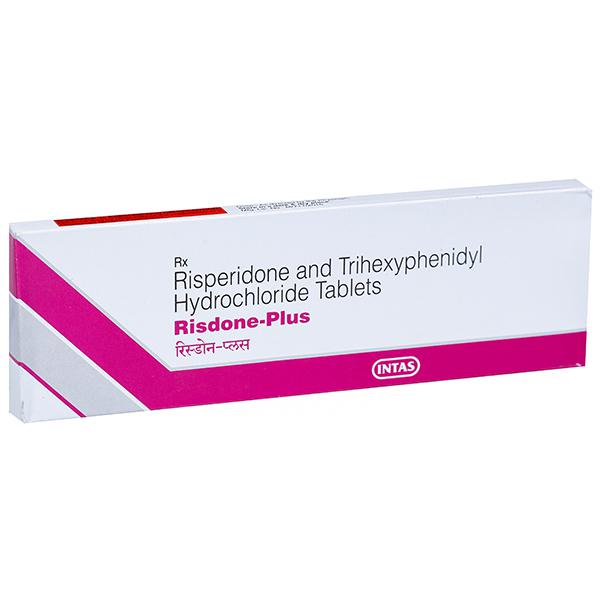 Rx
Risperidone and Trihexyphenidyl
Hydrochloride Tablets
Risdone-Plus
रिस्डोन-प्लस
INTAS